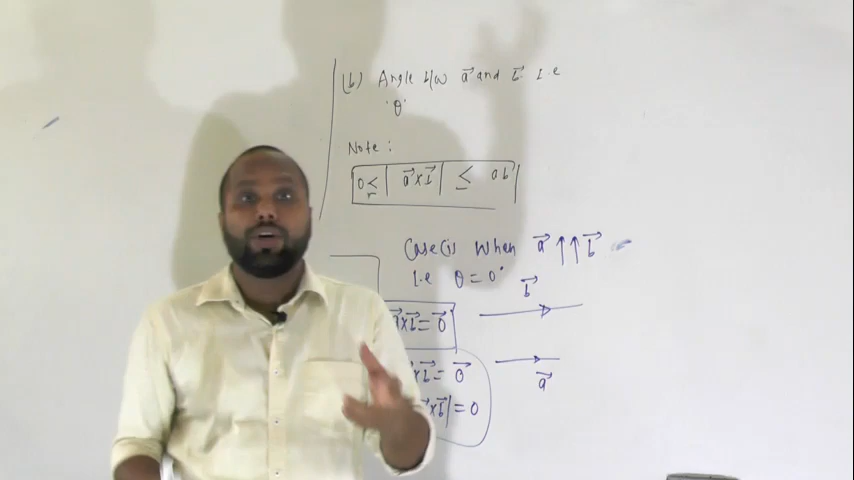 (b) Angle b/w a⃗ and b⃗ I.e
'θ'
Note :
0 ≤ | a⃗ x b⃗ | ≤ ab
Case(i) When a⃗ ↑↑ b⃗
I.e θ = 0°
b⃗
a⃗ x b⃗ = 0⃗
x b⃗ = 0⃗
a⃗
x b⃗ | = 0